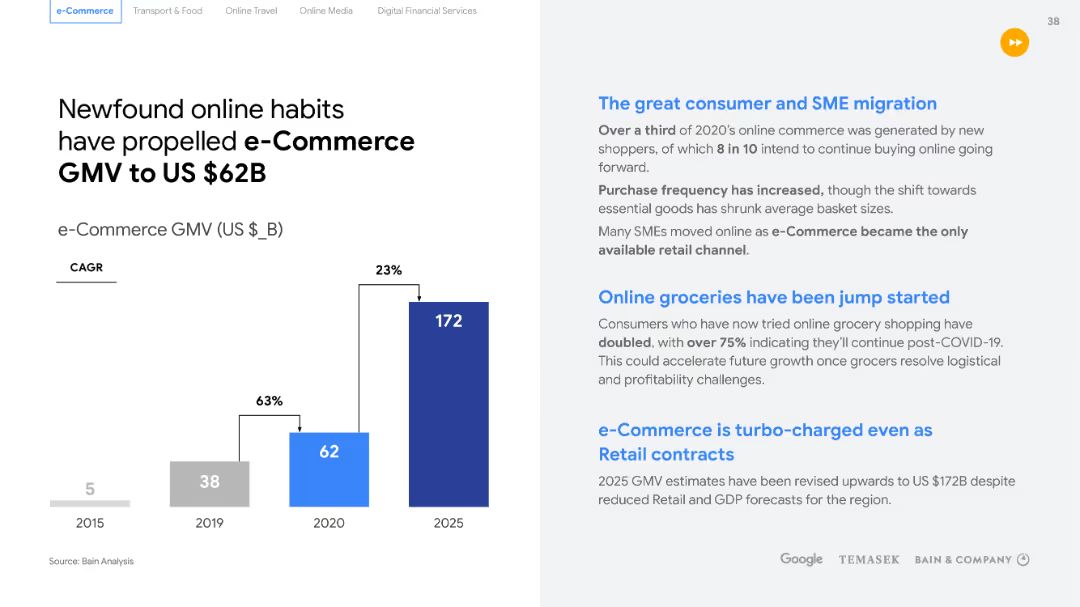 e-Commerce Transport & Food Online Travel Online Media Digital Financial Services
38
Newfound online habits
have propelled e-Commerce
GMV to US $62B
e-Commerce GMV (US $_B)
CAGR
23%
172
63%
62
38
5
2015 2019 2020 2025
Source: Bain Analysis
The great consumer and SME migration
Over a third of 2020's online commerce was generated by new
shoppers, of which 8 in 10 intend to continue buying online going
forward.
Purchase frequency has increased, though the shift towards
essential goods has shrunk average basket sizes.
Many SMEs moved online as e-Commerce became the only
available retail channel.
Online groceries have been jump started
Consumers who have now tried online grocery shopping have
doubled, with over 75% indicating they'll continue post-COVID-19.
This could accelerate future growth once grocers resolve logistical
and profitability challenges.
e-Commerce is turbo-charged even as
Retail contracts
2025 GMV estimates have been revised upwards to US $172B despite
reduced Retail and GDP forecasts for the region.
Google TEMASEK BAIN & COMPANY